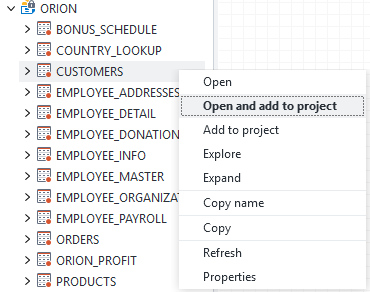 ORION
BONUS_SCHEDULE
COUNTRY_LOOKUP
CUSTOMERS
EMPLOYEE_ADDRESSES
EMPLOYEE_DETAIL
EMPLOYEE_DONATION
EMPLOYEE_INFO
EMPLOYEE_MASTER
EMPLOYEE_ORGANIZAT
EMPLOYEE_PAYROLL
ORDERS
ORION_PROFIT
PRODUCTS
Open
Open and add to project
Add to project
Explore
Expand
Copy name
Copy
Refresh
Properties